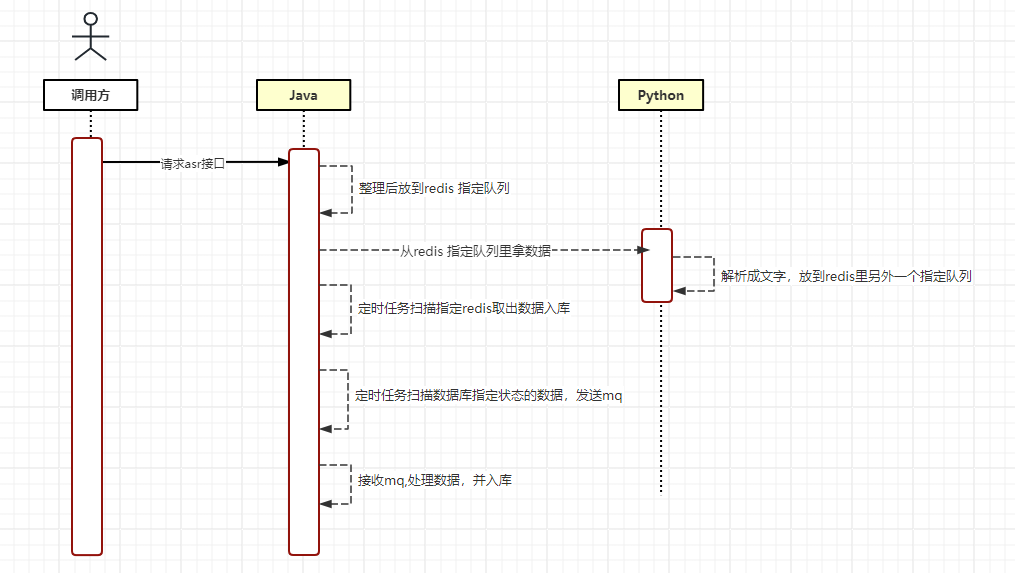 调用方
Java
Python
请求asr接口
整理后放到redis 指定队列
从redis 指定队列里拿数据
解析成文字，放到redis里另外一个指定队列
定时任务扫描指定redis取出数据入库
定时任务扫描数据库指定状态的数据，发送mq
接收mq,处理数据，并入库